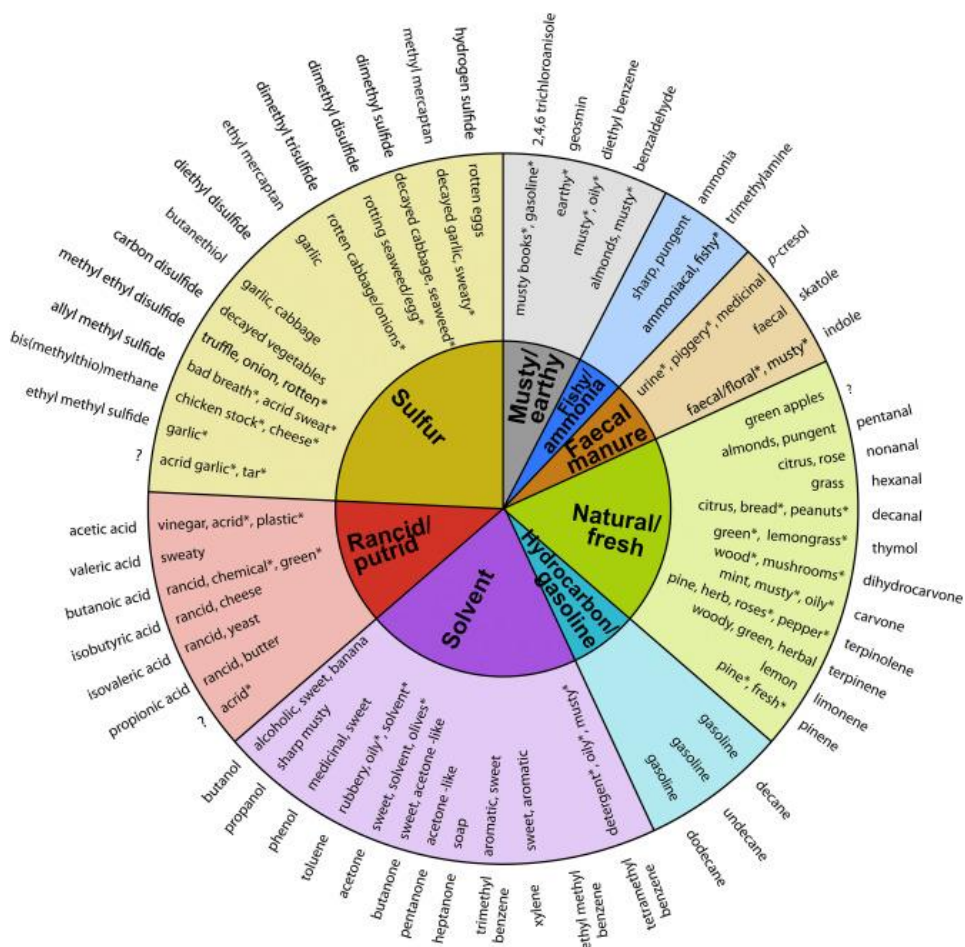 2,4,6 trichloroanisole
geosmin
diethyl benzene
benzaldehyde
ammonia
trimethylamine
p-cresol
skatole
indole
?
pentanal
nonanal
hexanal
decanal
thymol
dihydrocarvone
carvone
terpinolene
terpinene
limonene
pinene
decane
undecane
dodecane
tetramethyl
benzene
ethyl methyl
benzene
xylene
trimethyl
benzene
heptanone
pentanone
butanone
acetone
toluene
phenol
propanol
butanol
?
propionic acid
isovaleric acid
isobutyric acid
butanoic acid
valeric acid
acetic acid
?
ethyl methyl sulfide
bis(methylthio)methane
allyl methyl sulfide
methyl ethyl disulfide
carbon disulfide
butanethiol
diethyl disulfide
ethyl mercaptan
dimethyl trisulfide
dimethyl disulfide
dimethyl sulfide
methyl mercaptan
hydrogen sulfide
musty books*, gasoline*
earthy*
musty*, oily*
almonds, musty*
sharp, pungent
ammoniacal, fishy*
urine*, piggery*, medicinal
faecal
faecal/floral*, musty*
green apples
almonds, pungent
citrus, rose
grass
citrus, bread*, peanuts*
green*, lemongrass*
wood*, mushrooms*
mint, musty*, oily*
pine, herb, roses*, pepper*
woody, green, herbal
lemon
pine*, fresh*
gasoline
gasoline
gasoline
detergent*, oily*, musty*
sweet, aromatic
aromatic, sweet
soap
acetone -like
sweet, acetone -like
sweet, solvent, olives*
rubbery, oily*, solvent*
medicinal, sweet
sharp musty
alcoholic, sweet, banana
acrid*
rancid, butter
rancid, yeast
rancid, cheese
rancid, chemical*, green*
sweaty
vinegar, acrid*, plastic*
acrid garlic*, tar*
garlic*
chicken stock*, cheese*
bad breath*, acrid sweat*
truffle, onion, rotten*
decayed vegetables
garlic cabbage
garlic
rotten cabbage/onions*
rotting seaweed/egg*
decayed cabbage, seaweed*
decayed garlic, sweaty*
rotten eggs
Musty/
earthy
Fishy/
ammonia
Faecal
manure
Natural/
fresh
Hydrocarbon/
gasoline
Solvent
Rancid/
putrid
Sulfur